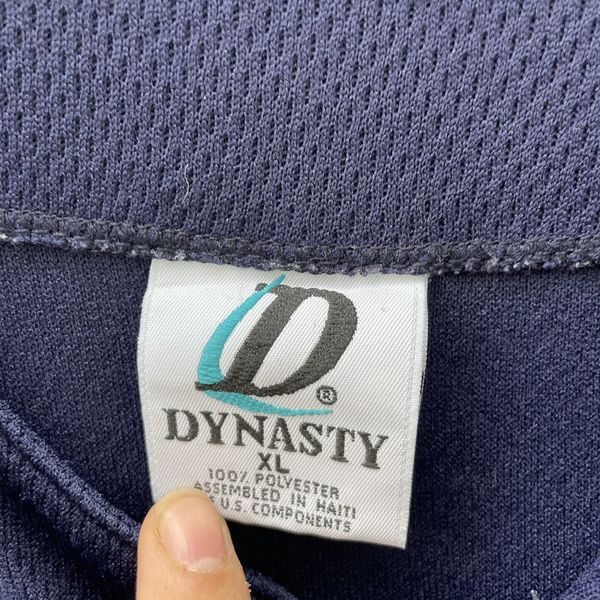 D®
DYNASTY
XL
100% POLYESTER
ASSEMBLED IN HAITI
U.S. COMPONENTS